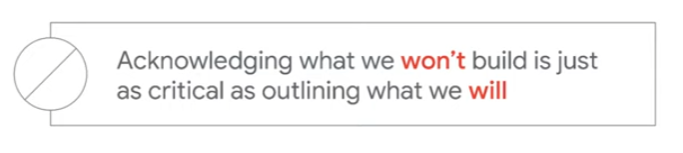 Acknowledging what we won't build is just
as critical as outlining what we will